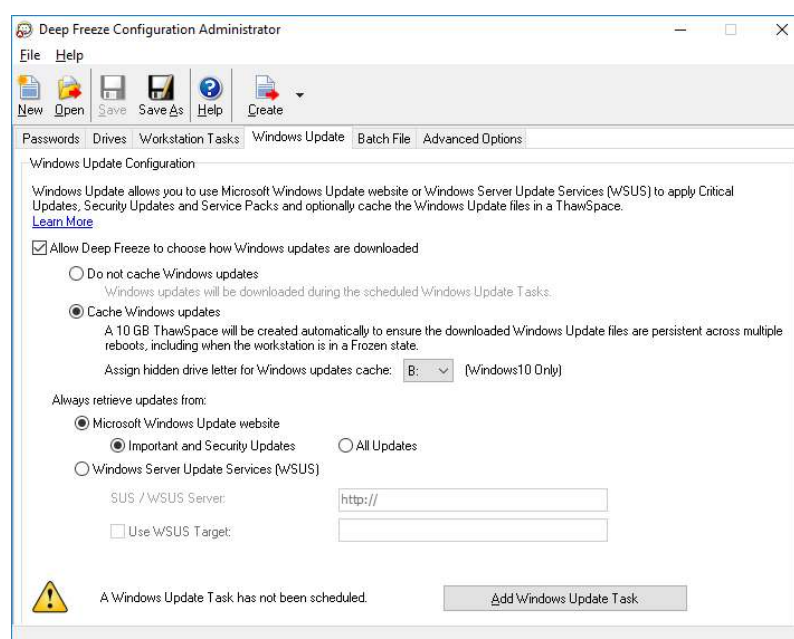 Deep Freeze Configuration Administrator
File Help
New Open Save Save As Help Create
Passwords Drives Workstation Tasks Windows Update Batch File Advanced Options
Windows Update Configuration
Windows Update allows you to use Microsoft Windows Update website or Windows Server Update Services (WSUS) to apply Critical
Updates, Security Updates and Service Packs and optionally cache the Windows Update files in a ThawSpace.
Learn More
Allow Deep Freeze to choose how Windows updates are downloaded
Do not cache Windows updates
Windows updates will be downloaded during the scheduled Windows Update Tasks.
Cache Windows updates
A 10 GB ThawSpace will be created automatically to ensure the downloaded Windows Update files are persistent across multiple
reboots, including when the workstation is in a Frozen state.
Assign hidden drive letter for Windows updates cache: B: (Windows10 Only)
Always retrieve updates from:
Microsoft Windows Update website
Important and Security Updates All Updates
Windows Server Update Services (WSUS)
SUS / WSUS Server: http://
Use WSUS Target:
A Windows Update Task has not been scheduled. Add Windows Update Task